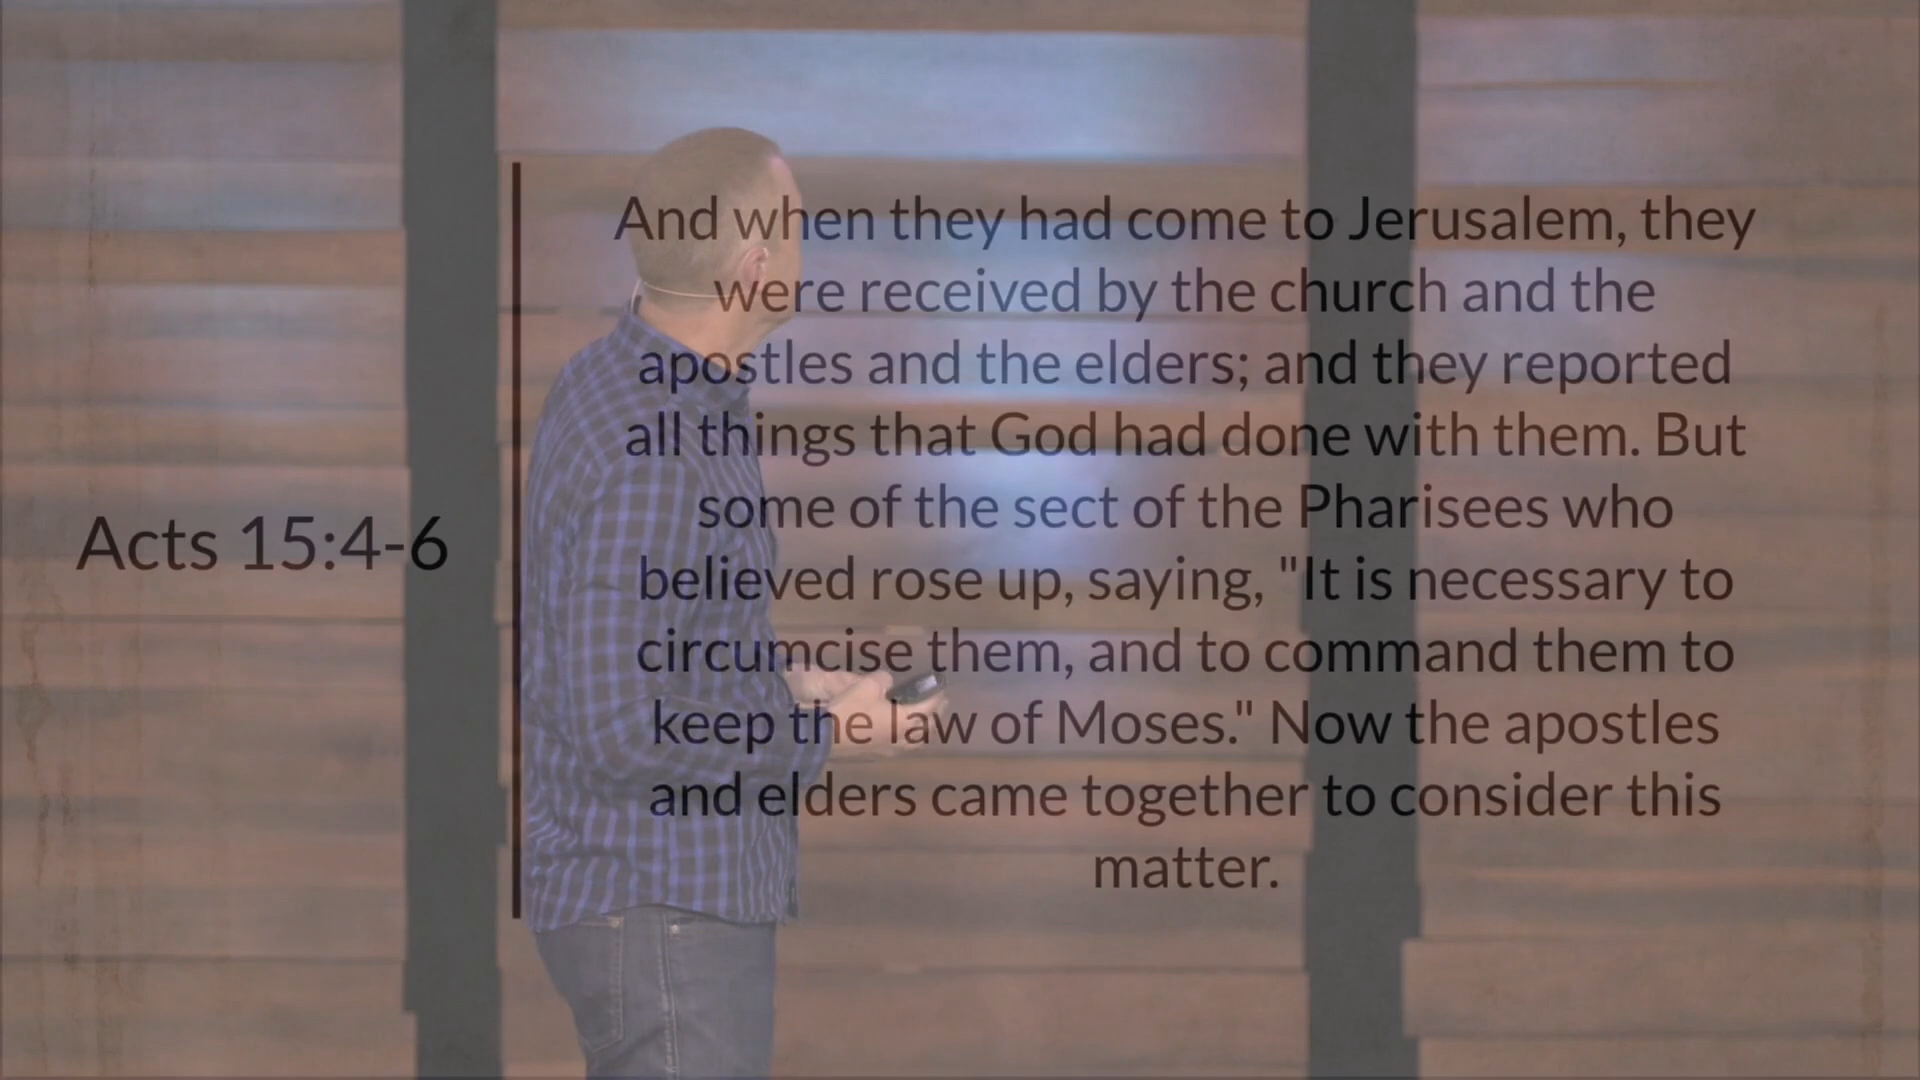 Acts 15:4-6
And when they had come to Jerusalem, they
were received by the church and the
apostles and the elders; and they reported
all things that God had done with them. But
some of the sect of the Pharisees who
believed rose up, saying, "It is necessary to
circumcise them, and to command them to
keep the law of Moses." Now the apostles
and elders came together to consider this
matter.